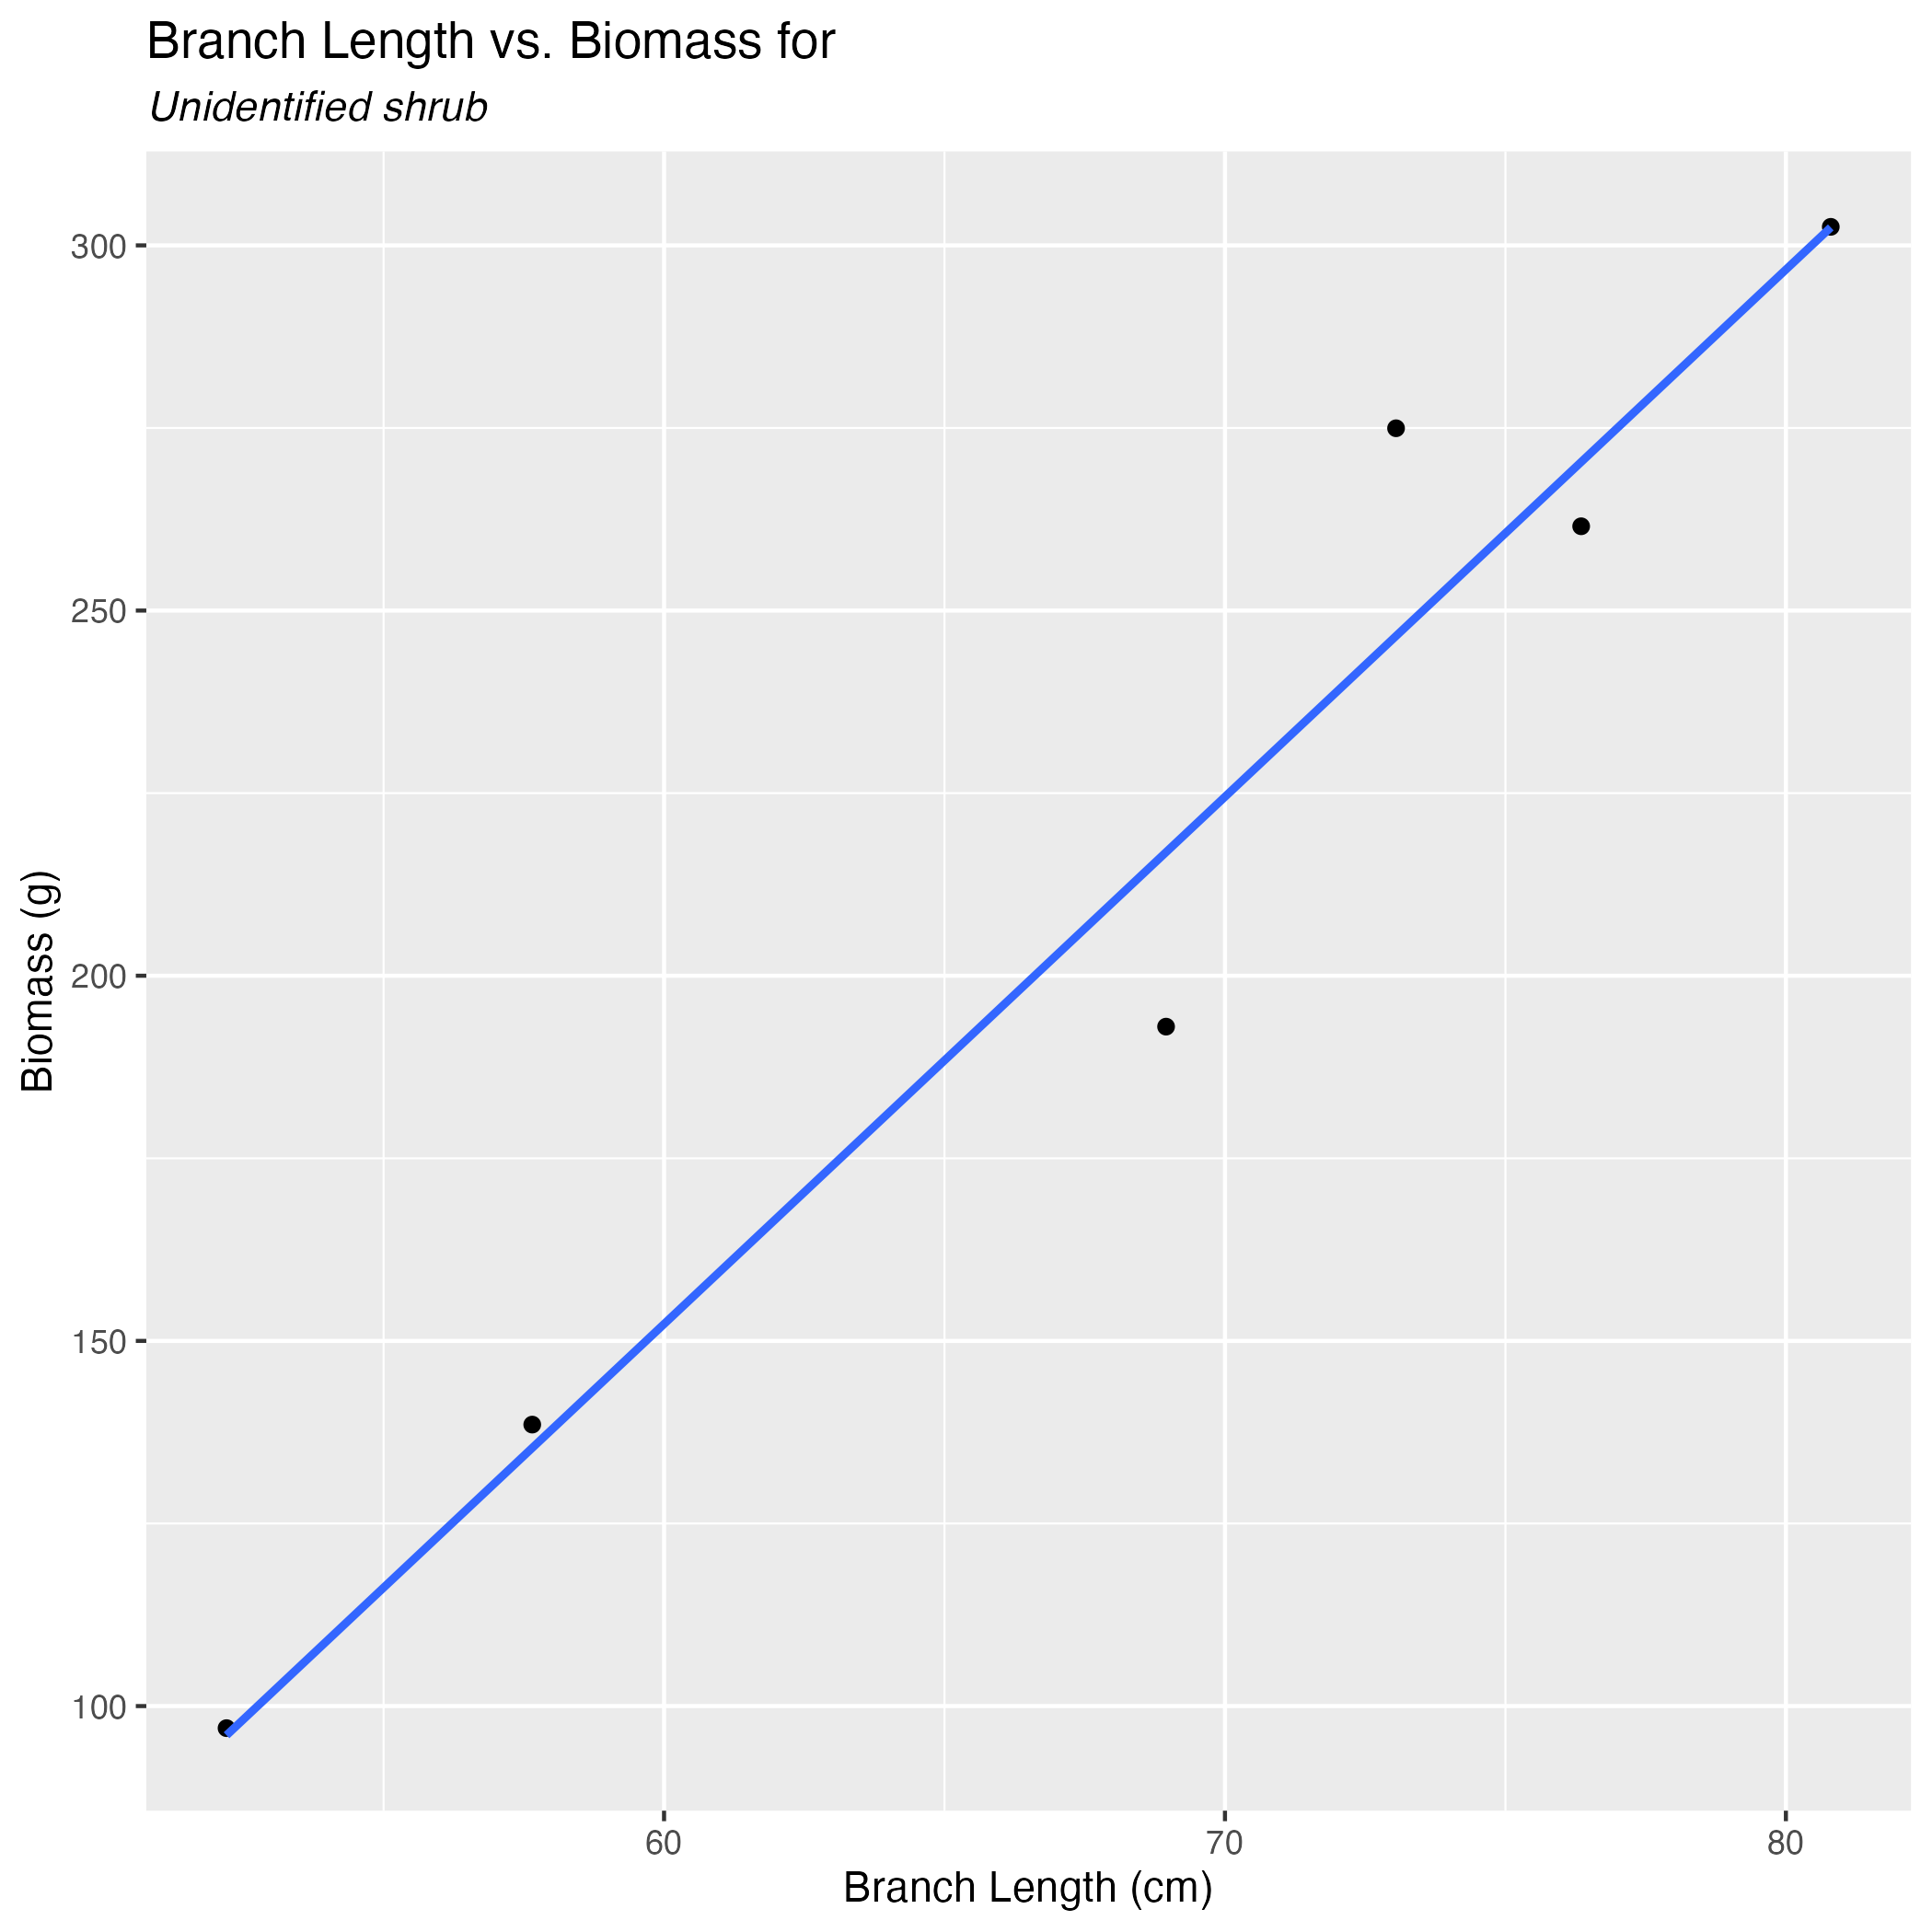 Branch Length vs. Biomass for
Unidentified shrub
300
250
200
150
100
Biomass (g)
60 70 80
Branch Length (cm)